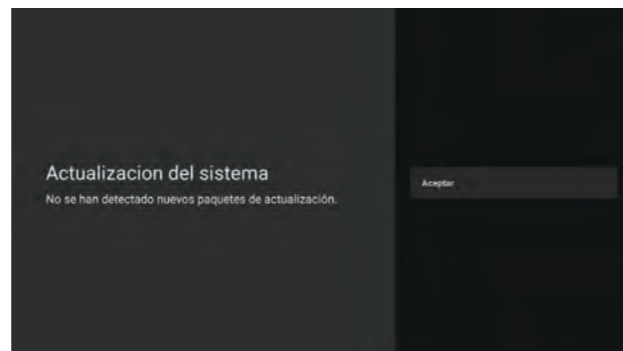 Actualizacion del sistema
No se han detectado nuevos paquetes de actualización.
Aceptar